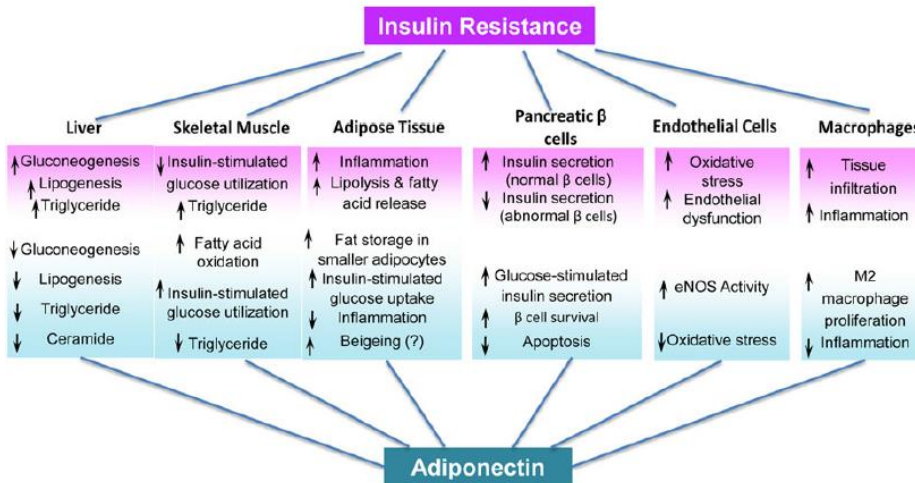 Insulin Resistance
Liver
↑ Gluconeogenesis
↑ Lipogenesis
↑ Triglyceride
↓ Gluconeogenesis
↓ Lipogenesis
↓ Triglyceride
↓ Ceramide
Skeletal Muscle
↓ Insulin-stimulated
glucose utilization
↑ Triglyceride
↑ Fatty acid
oxidation
↑ Insulin-stimulated
glucose utilization
↓ Triglyceride
Adipose Tissue
↑ Inflammation
↑ Lipolysis & fatty
acid release
↑ Fat storage in
smaller adipocytes
↑ Insulin-stimulated
glucose uptake
↓ Inflammation
↑ Beigeing (?)
Pancreatic β
cells
↑ Insulin secretion
(normal β cells)
↓ Insulin secretion
(abnormal β cells)
↑ Glucose-stimulated
insulin secretion
↑ β cell survival
↓ Apoptosis
Endothelial Cells
↑ Oxidative
stress
↑ Endothelial
dysfunction
↑ eNOS Activity
↓ Oxidative stress
Macrophages
↑ Tissue
infiltration
↑ Inflammation
↑ M2
macrophage
proliferation
↓ Inflammation
Adiponectin